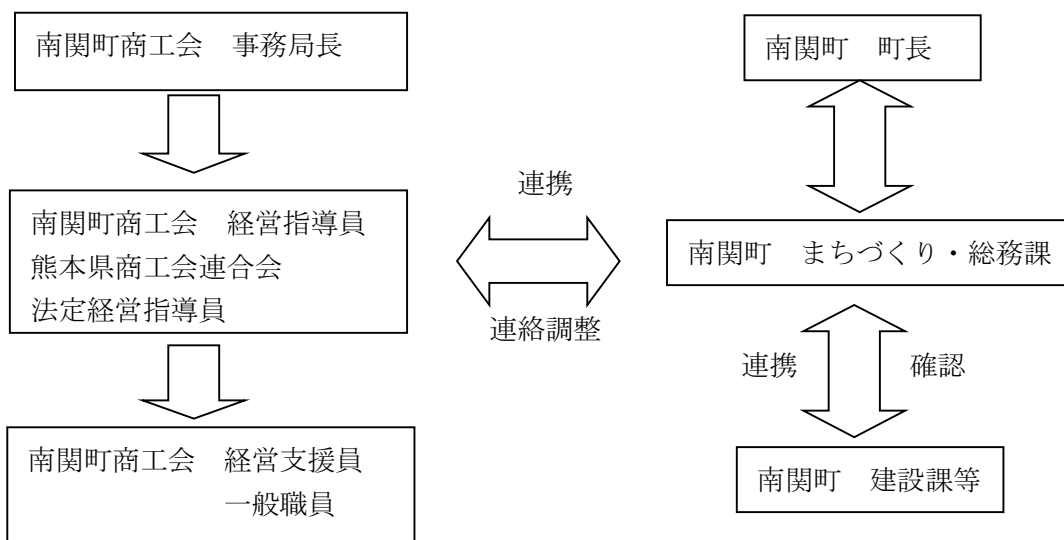 南関町商工会　事務局長
南関町　町長
連携
南関町商工会　経営指導員
熊本県商工会連合会
法定経営指導員
南関町　まちづくり・総務課
連絡調整
連携
確認
南関町商工会　経営支援員
一般職員
南関町　建設課等